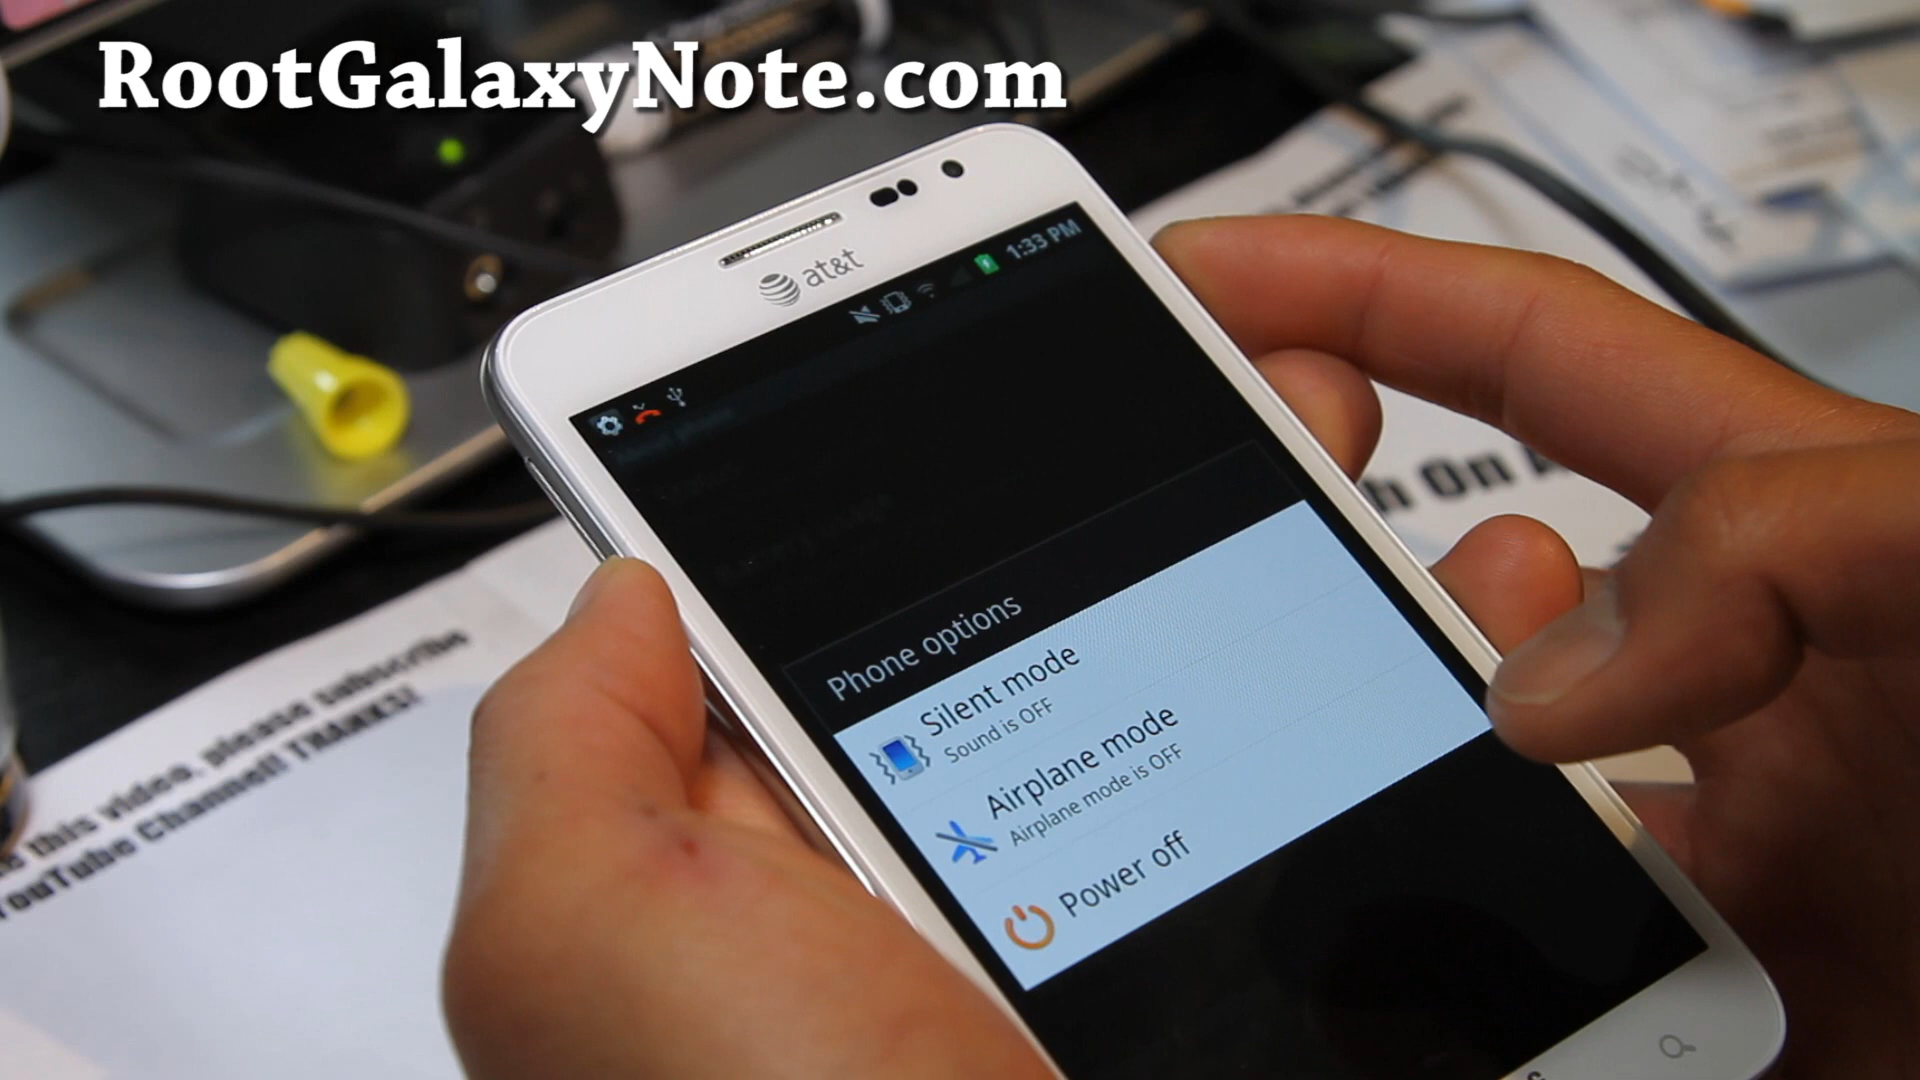 RootGalaxyNote.com
at&t
1:33 PM
Phone options
Silent mode
Sound is OFF
Airplane mode
Airplane mode is OFF
Power off
h On A
this video, please subscribe
YouTube Channel! THANKS!